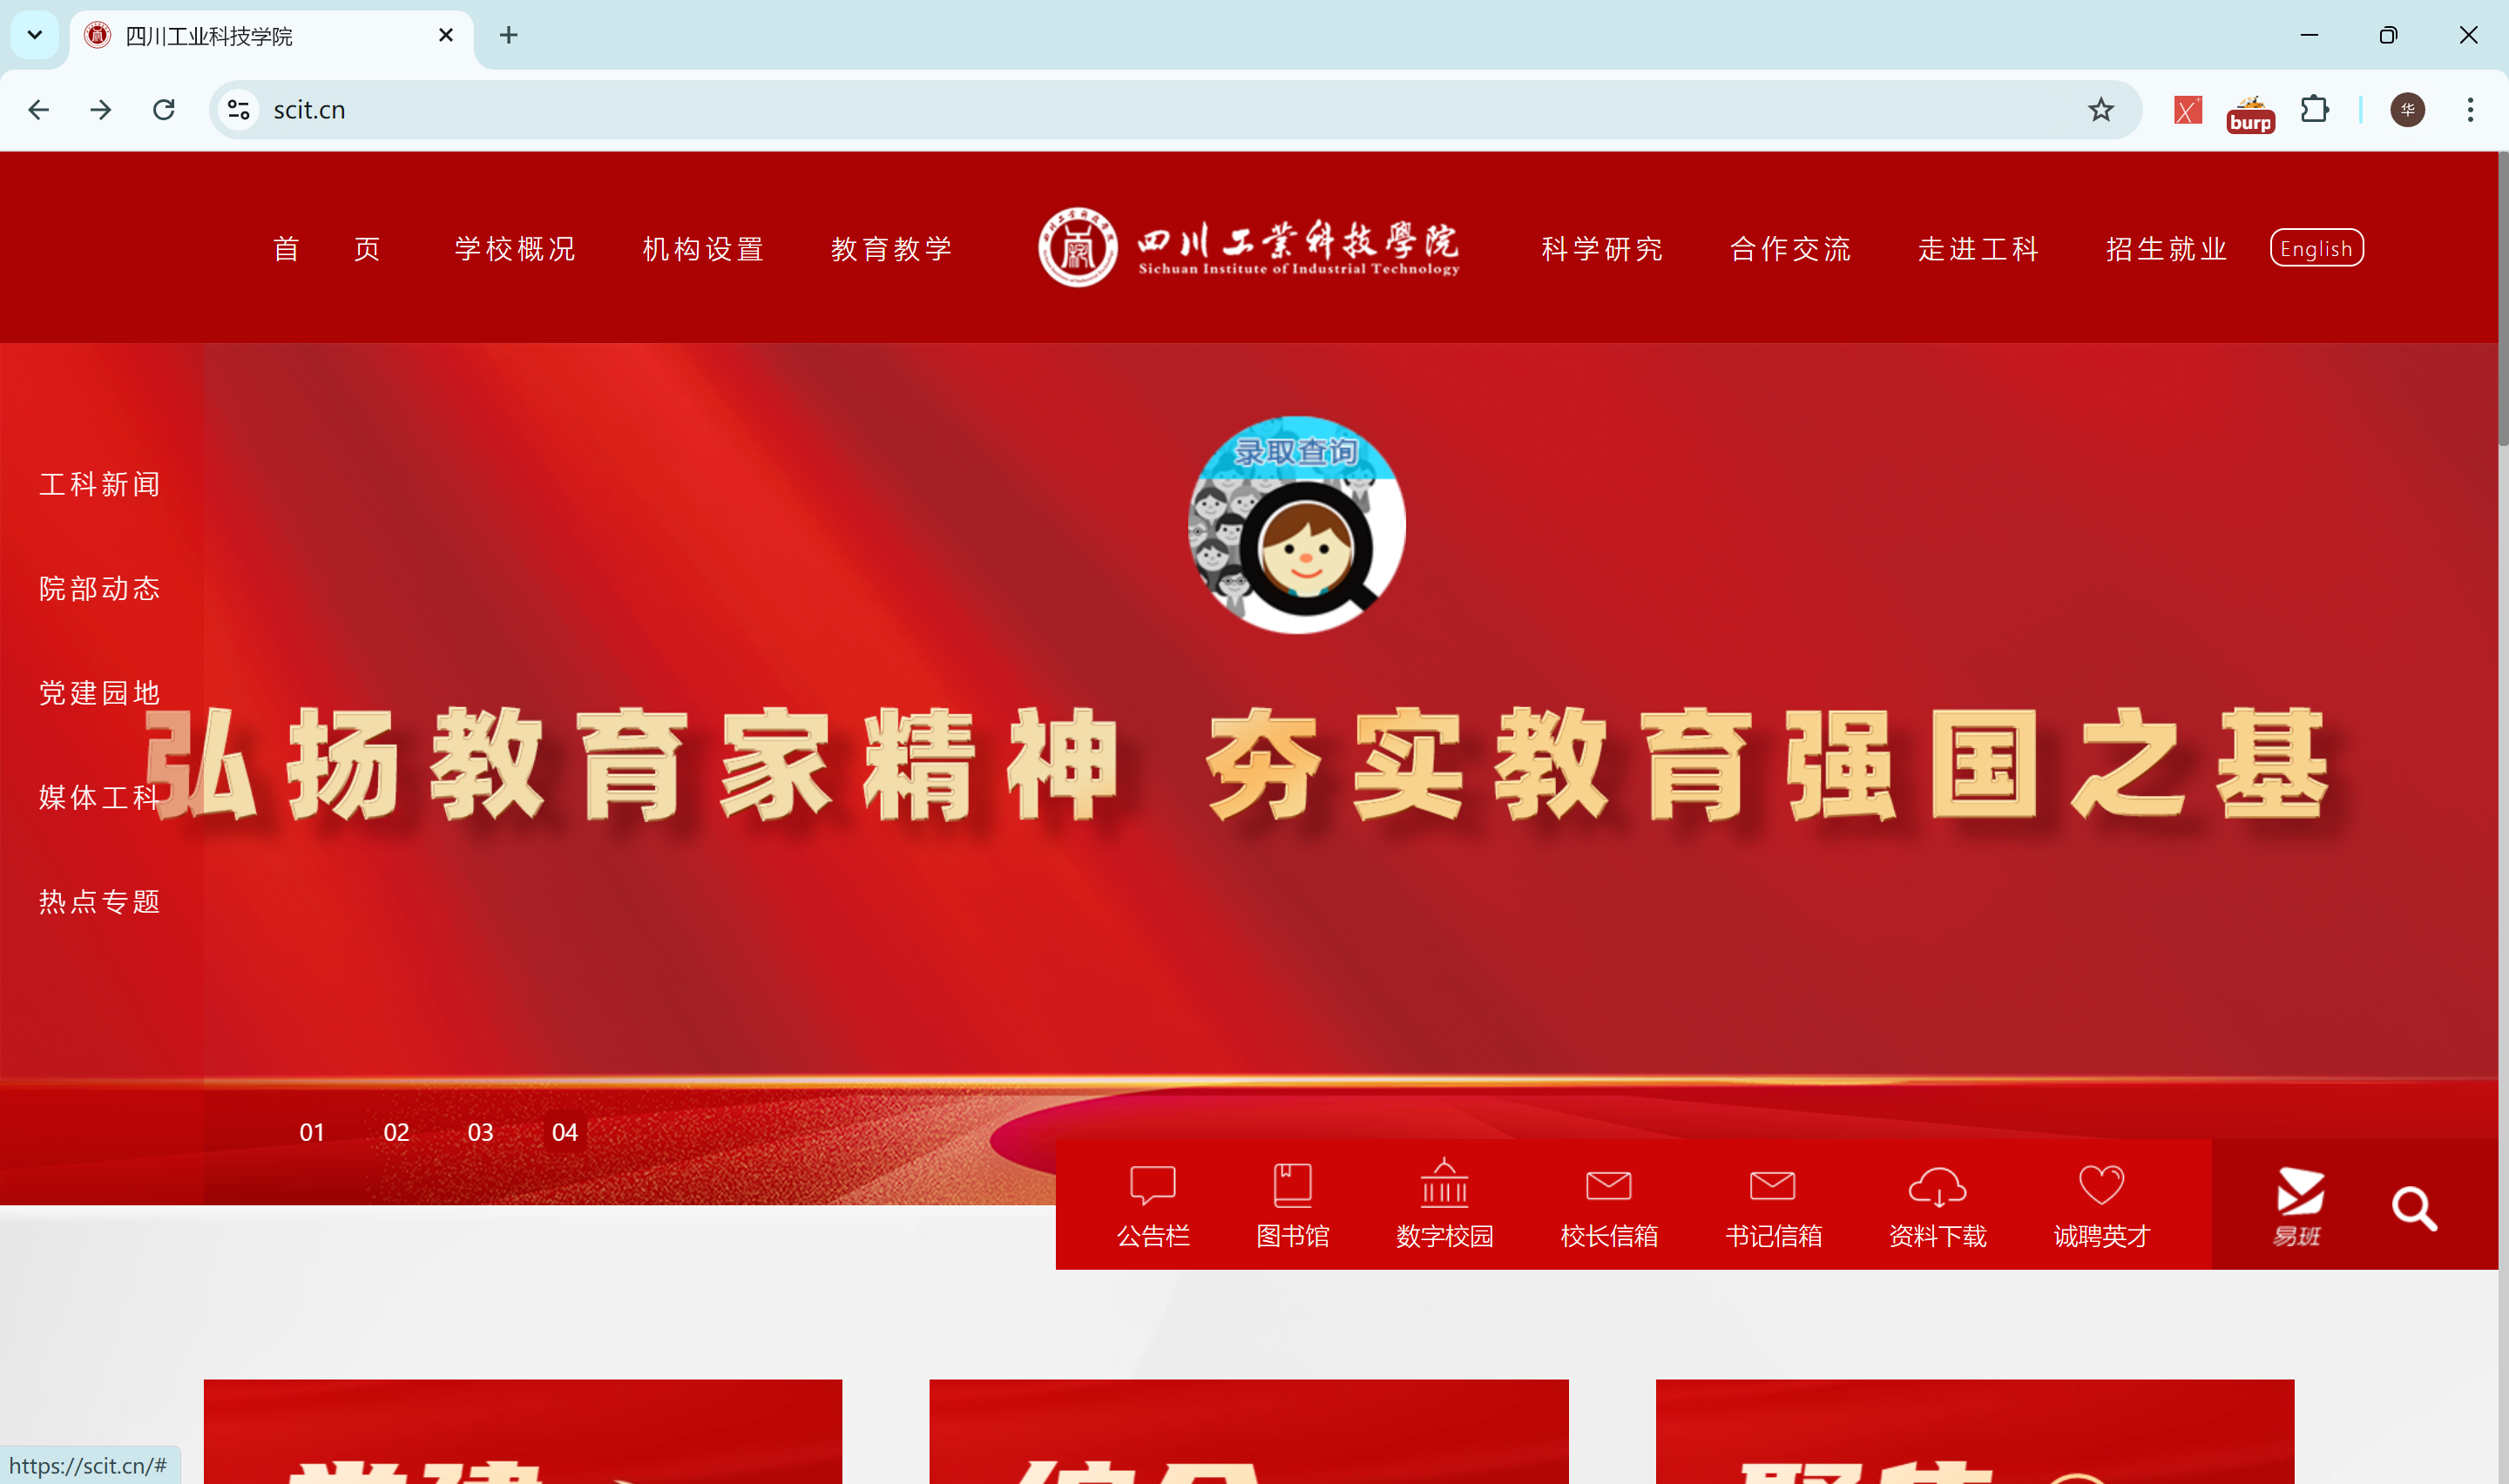 四川工业科技学院
scit.cn
burp
华
首 页 学校概况 机构设置 教育教学 四川工業科技學院 科学研究 合作交流 走进工科 招生就业 English
Sichuan Institute of Industrial Technology
录取查询
工科新闻
院部动态
党建园地
媒体工科
热点专题
弘扬教育家精神 夯实教育强国之基
01 02 03 04
公告栏 图书馆 数字校园 校长信箱 书记信箱 资料下载 诚聘英才 易班
https://scit.cn/#